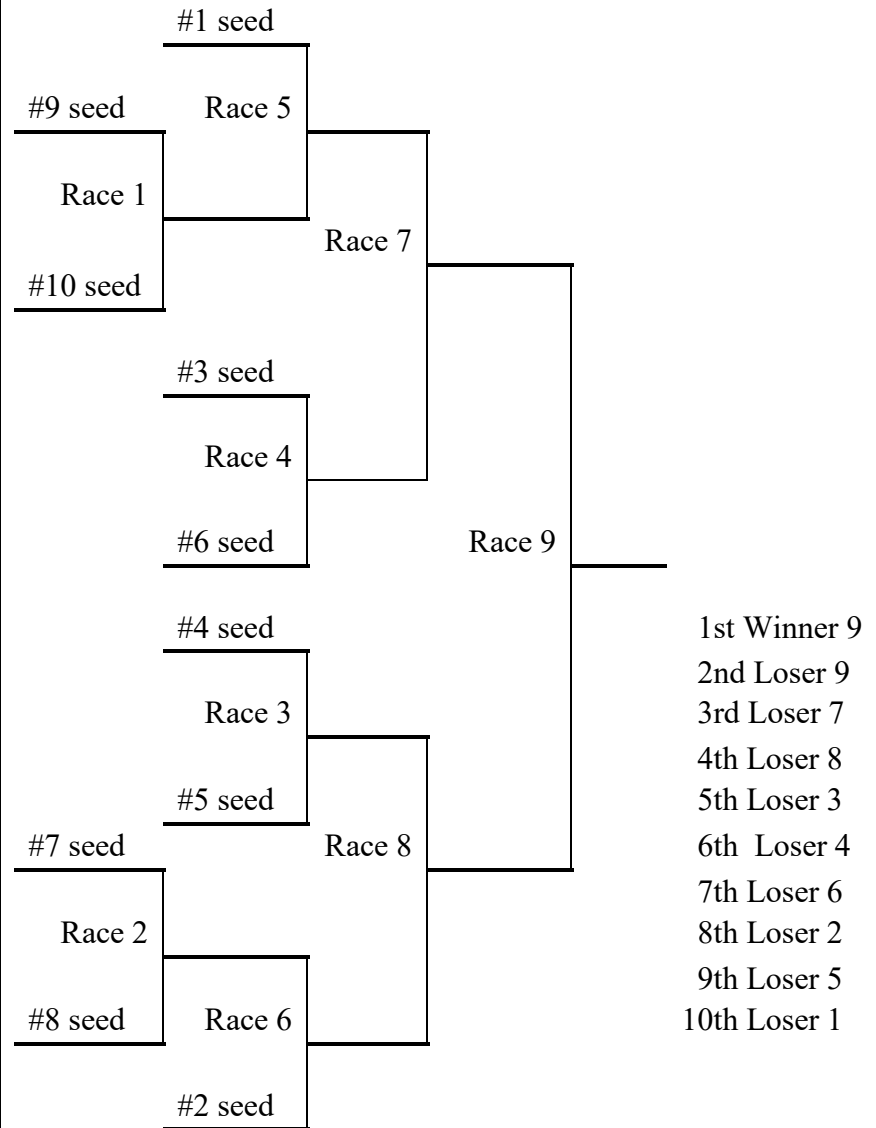 #1 seed
#9 seed
Race 5
Race 1
Race 7
#10 seed
#3 seed
Race 4
#6 seed
Race 9
#4 seed
1st Winner 9
2nd Loser 9
Race 3
3rd Loser 7
4th Loser 8
#5 seed
5th Loser 3
#7 seed
Race 8
6th Loser 4
7th Loser 6
Race 2
8th Loser 2
9th Loser 5
#8 seed
Race 6
10th Loser 1
#2 seed